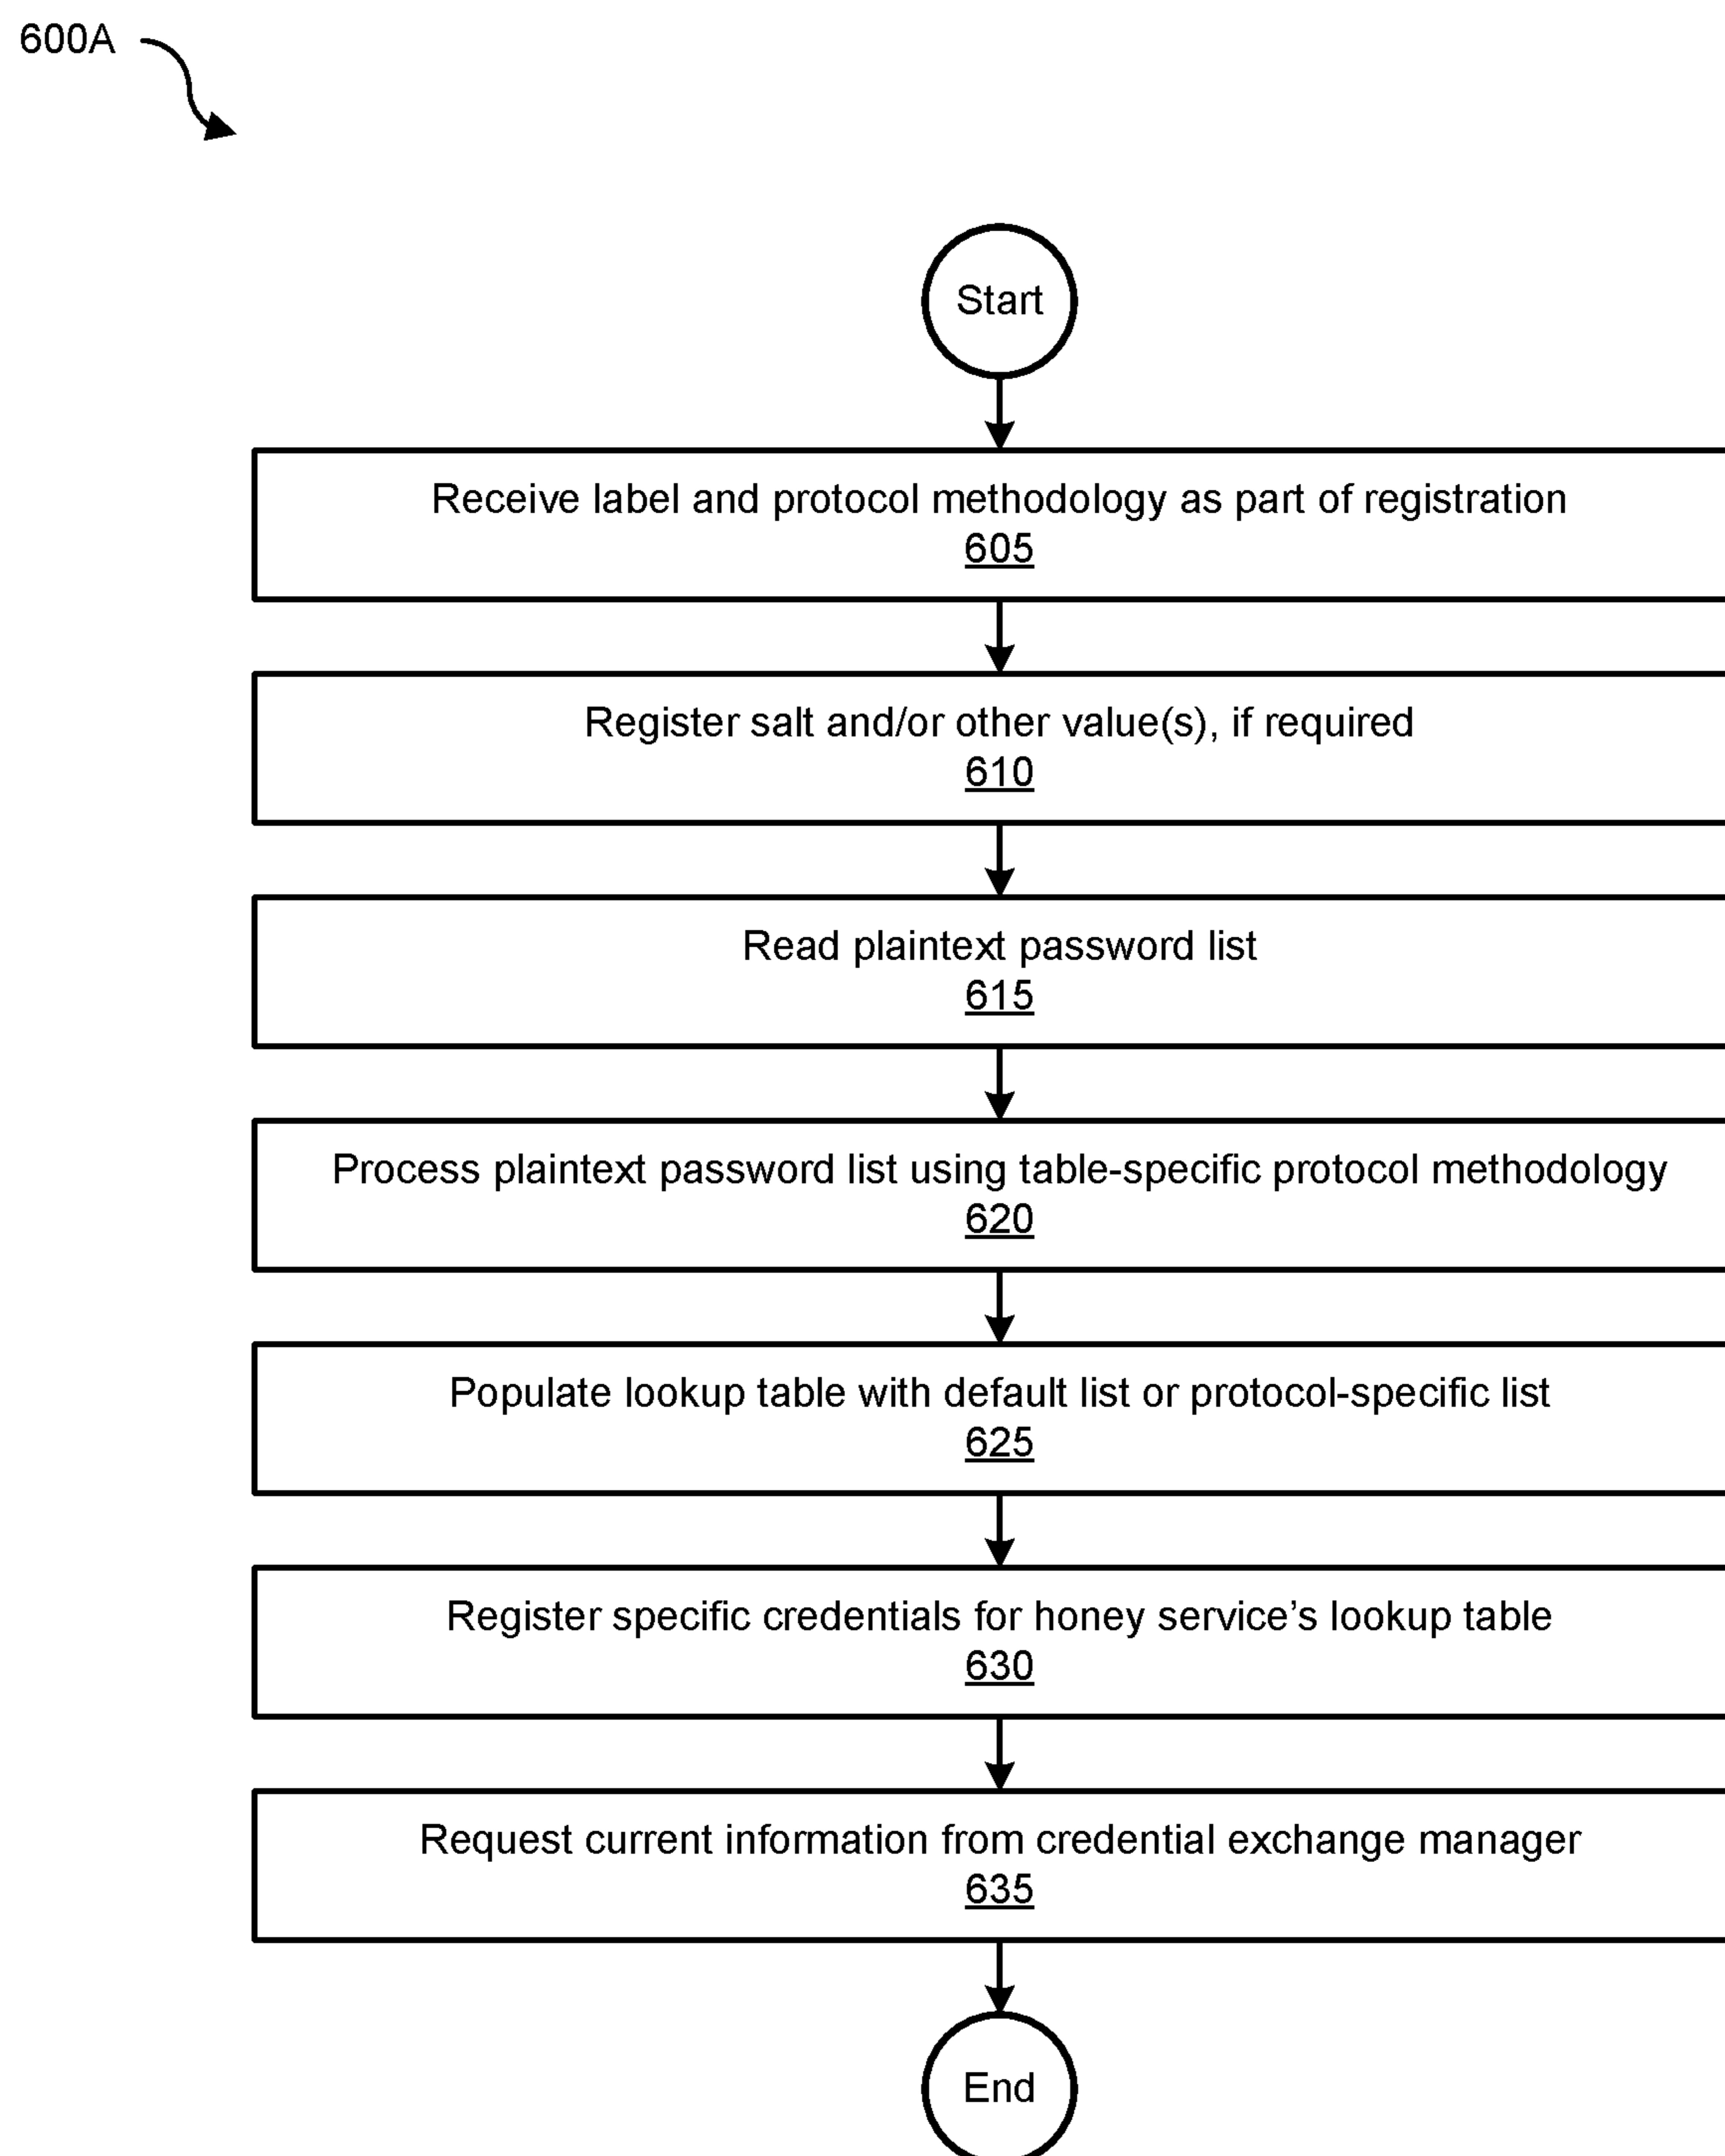 600A
Start
Receive label and protocol methodology as part of registration
605
Register salt and/or other value(s), if required
610
Read plaintext password list
615
Process plaintext password list using table-specific protocol methodology
620
Populate lookup table with default list or protocol-specific list
625
Register specific credentials for honey service’s lookup table
630
Request current information from credential exchange manager
635
End